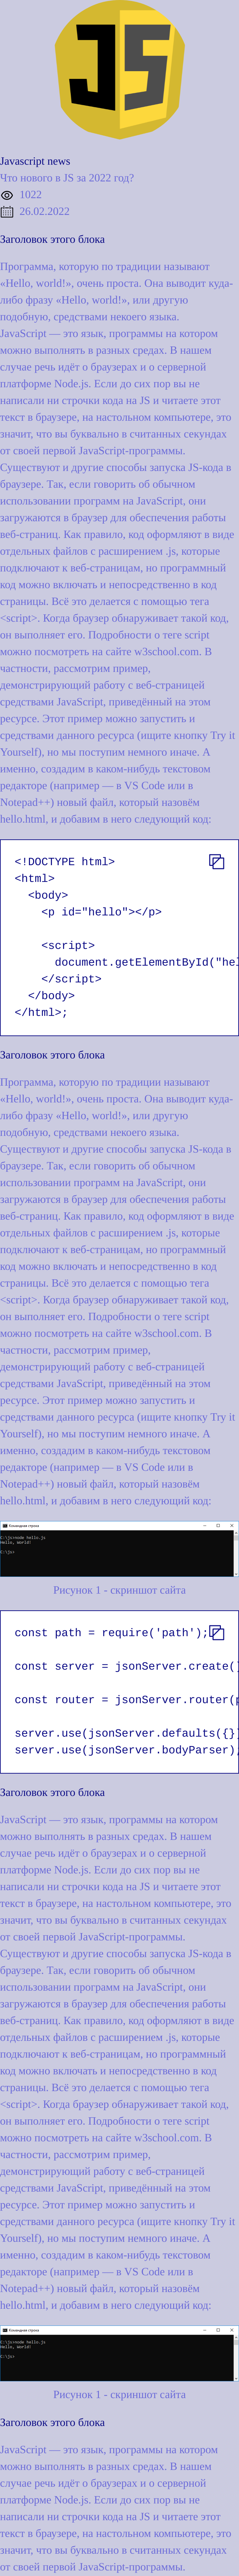 JS
Javascript news
Что нового в JS за 2022 год?
1022
26.02.2022
Заголовок этого блока
Программа, которую по традиции называют
«Hello, world!», очень проста. Она выводит куда-
либо фразу «Hello, world!», или другую
подобную, средствами некоего языка.
JavaScript — это язык, программы на котором
можно выполнять в разных средах. В нашем
случае речь идёт о браузерах и о серверной
платформе Node.js. Если до сих пор вы не
написали ни строчки кода на JS и читаете этот
текст в браузере, на настольном компьютере, это
значит, что вы буквально в считанных секундах
от своей первой JavaScript-программы.
Существуют и другие способы запуска JS-кода в
браузере. Так, если говорить об обычном
использовании программ на JavaScript, они
загружаются в браузер для обеспечения работы
веб-страниц. Как правило, код оформляют в виде
отдельных файлов с расширением .js, которые
подключают к веб-страницам, но программный
код можно включать и непосредственно в код
страницы. Всё это делается с помощью тега
<script>. Когда браузер обнаруживает такой код,
он выполняет его. Подробности о теге script
можно посмотреть на сайте w3school.com. В
частности, рассмотрим пример,
демонстрирующий работу с веб-страницей
средствами JavaScript, приведённый на этом
ресурсе. Этот пример можно запустить и
средствами данного ресурса (ищите кнопку Try it
Yourself), но мы поступим немного иначе. А
именно, создадим в каком-нибудь текстовом
редакторе (например — в VS Code или в
Notepad++) новый файл, который назовём
hello.html, и добавим в него следующий код:
<!DOCTYPE html>
<html>
<body>
<p id="hello"></p>
<script>
document.getElementById("hel
</script>
</body>
</html>;
Заголовок этого блока
Программа, которую по традиции называют
«Hello, world!», очень проста. Она выводит куда-
либо фразу «Hello, world!», или другую
подобную, средствами некоего языка.
Существуют и другие способы запуска JS-кода в
браузере. Так, если говорить об обычном
использовании программ на JavaScript, они
загружаются в браузер для обеспечения работы
веб-страниц. Как правило, код оформляют в виде
отдельных файлов с расширением .js, которые
подключают к веб-страницам, но программный
код можно включать и непосредственно в код
страницы. Всё это делается с помощью тега
<script>. Когда браузер обнаруживает такой код,
он выполняет его. Подробности о теге script
можно посмотреть на сайте w3school.com. В
частности, рассмотрим пример,
демонстрирующий работу с веб-страницей
средствами JavaScript, приведённый на этом
ресурсе. Этот пример можно запустить и
средствами данного ресурса (ищите кнопку Try it
Yourself), но мы поступим немного иначе. А
именно, создадим в каком-нибудь текстовом
редакторе (например — в VS Code или в
Notepad++) новый файл, который назовём
hello.html, и добавим в него следующий код:
Командная строка
C:\js>node hello.js
Hello, World!
C:\js>
Рисунок 1 - скриншот сайта
const path = require('path');
const server = jsonServer.create()
const router = jsonServer.router(p
server.use(jsonServer.defaults({})
server.use(jsonServer.bodyParser);
Заголовок этого блока
JavaScript — это язык, программы на котором
можно выполнять в разных средах. В нашем
случае речь идёт о браузерах и о серверной
платформе Node.js. Если до сих пор вы не
написали ни строчки кода на JS и читаете этот
текст в браузере, на настольном компьютере, это
значит, что вы буквально в считанных секундах
от своей первой JavaScript-программы.
Существуют и другие способы запуска JS-кода в
браузере. Так, если говорить об обычном
использовании программ на JavaScript, они
загружаются в браузер для обеспечения работы
веб-страниц. Как правило, код оформляют в виде
отдельных файлов с расширением .js, которые
подключают к веб-страницам, но программный
код можно включать и непосредственно в код
страницы. Всё это делается с помощью тега
<script>. Когда браузер обнаруживает такой код,
он выполняет его. Подробности о теге script
можно посмотреть на сайте w3school.com. В
частности, рассмотрим пример,
демонстрирующий работу с веб-страницей
средствами JavaScript, приведённый на этом
ресурсе. Этот пример можно запустить и
средствами данного ресурса (ищите кнопку Try it
Yourself), но мы поступим немного иначе. А
именно, создадим в каком-нибудь текстовом
редакторе (например — в VS Code или в
Notepad++) новый файл, который назовём
hello.html, и добавим в него следующий код:
Командная строка
C:\js>node hello.js
Hello, World!
C:\js>
Рисунок 1 - скриншот сайта
Заголовок этого блока
JavaScript — это язык, программы на котором
можно выполнять в разных средах. В нашем
случае речь идёт о браузерах и о серверной
платформе Node.js. Если до сих пор вы не
написали ни строчки кода на JS и читаете этот
текст в браузере, на настольном компьютере, это
значит, что вы буквально в считанных секундах
от своей первой JavaScript-программы.